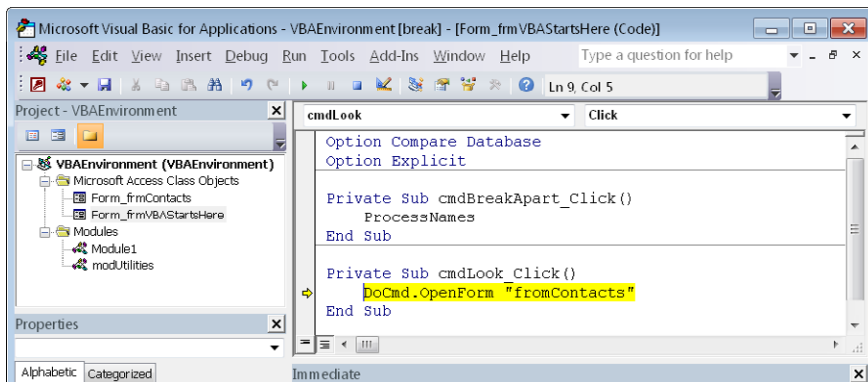 Microsoft Visual Basic for Applications - VBAEnvironment [break] - [Form_frmVBAStartsHere (Code)]
File Edit View Insert Debug Run Tools Add-Ins Window Help Type a question for help
Ln 9, Col 5
Project - VBAEnvironment
cmdLook Click
VBAEnvironment (VBAEnvironment)
Microsoft Access Class Objects
Form_frmContacts
Form_frmVBAStartsHere
Modules
Module1
modUtilities
Option Compare Database
Option Explicit
Private Sub cmdBreakApart_Click()
ProcessNames
End Sub
Private Sub cmdLook_Click()
DoCmd.OpenForm "fromContacts"
End Sub
Properties
Alphabetic Categorized
Immediate